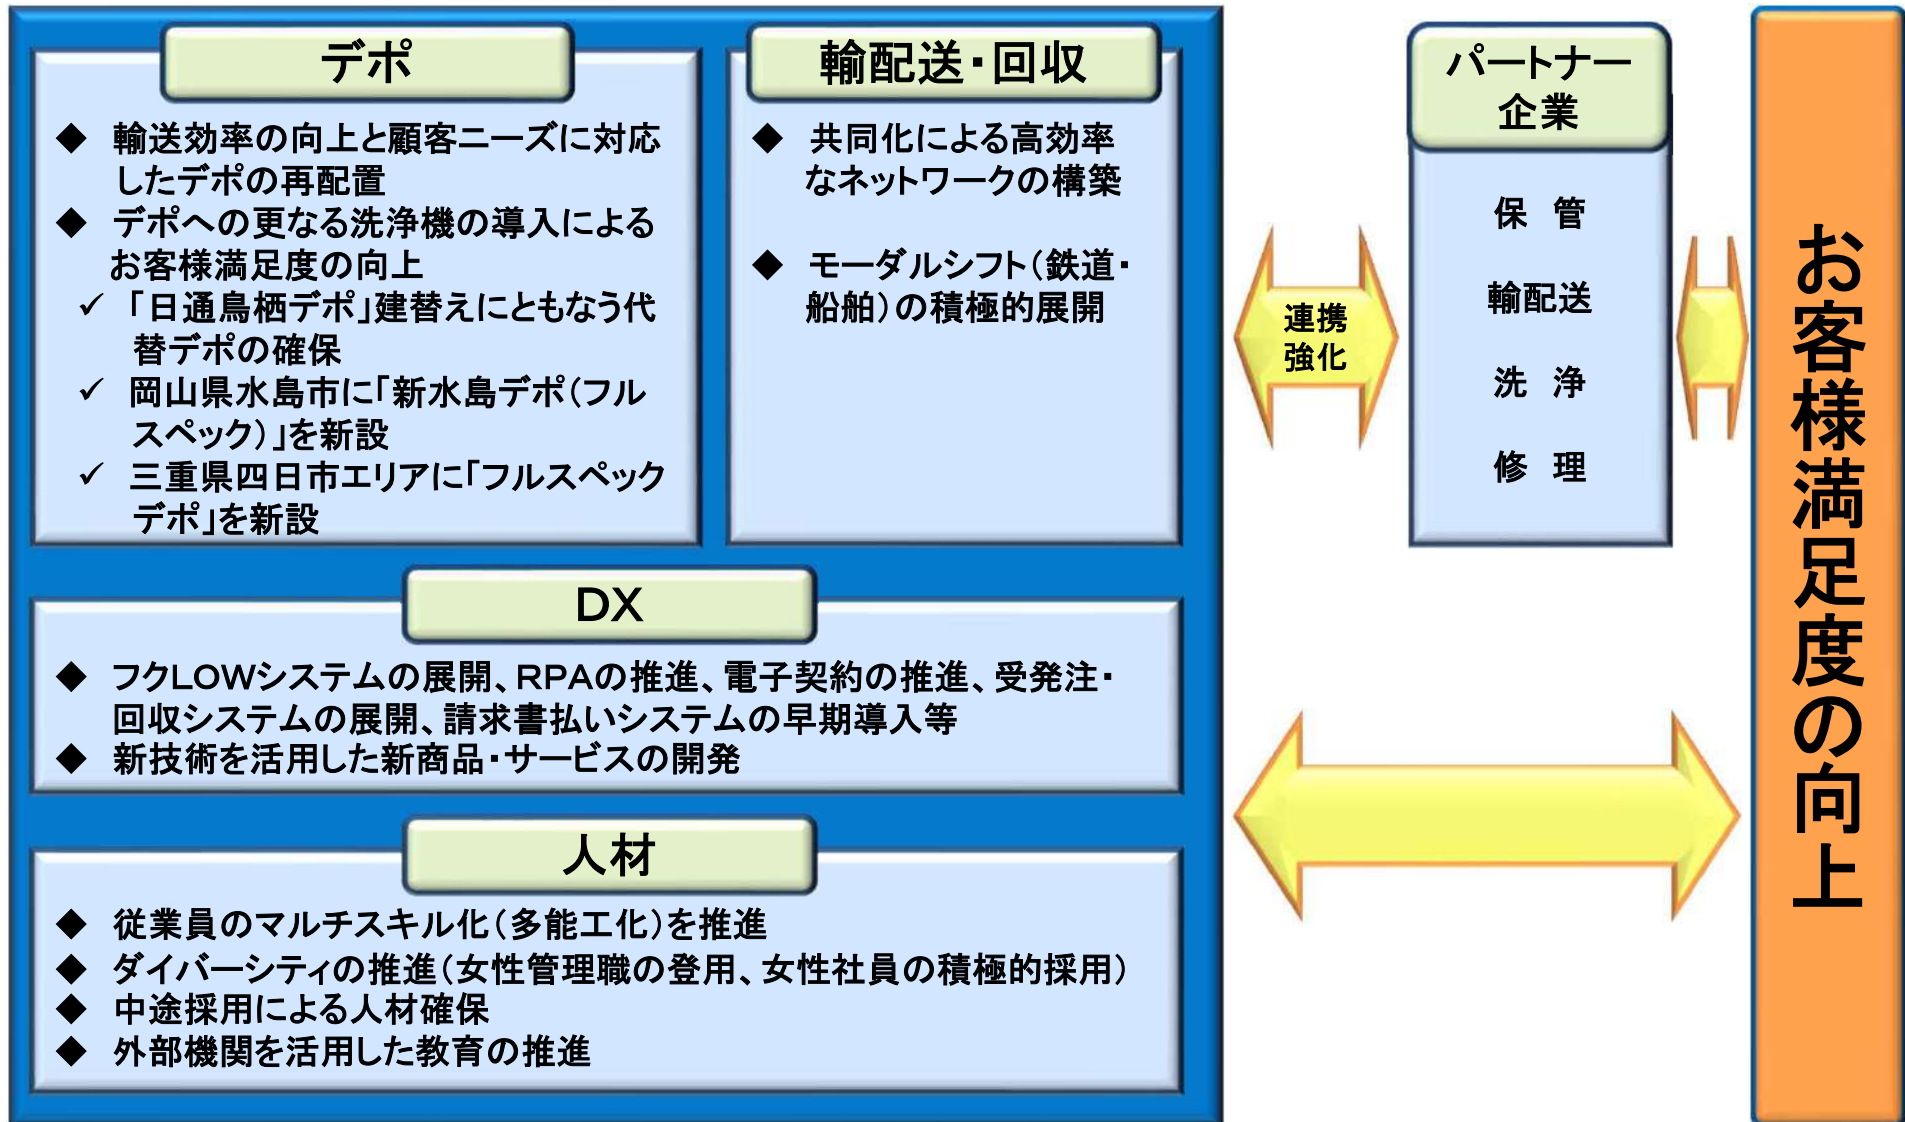 デポ
◆ 輸送効率の向上と顧客ニーズに対応
したデポの再配置
◆ デポへの更なる洗浄機の導入による
お客様満足度の向上
✓ 「日通鳥栖デポ」建替えにともなう代
替デポの確保
✓ 岡山県水島市に「新水島デポ(フル
スペック)」を新設
✓ 三重県四日市エリアに「フルスペック
デポ」を新設
輸配送・回収
◆ 共同化による高効率
なネットワークの構築
◆ モーダルシフト(鉄道・
船舶)の積極的展開
DX
◆ フクLOWシステムの展開、RPAの推進、電子契約の推進、受発注・
回収システムの展開、請求書払いシステムの早期導入等
◆ 新技術を活用した新商品・サービスの開発
人材
◆ 従業員のマルチスキル化(多能工化)を推進
◆ ダイバーシティの推進(女性管理職の登用、女性社員の積極的採用)
◆ 中途採用による人材確保
◆ 外部機関を活用した教育の推進
連携
強化
パートナー
企業
保 管
輸配送
洗 浄
修 理
お客様満足度の向上